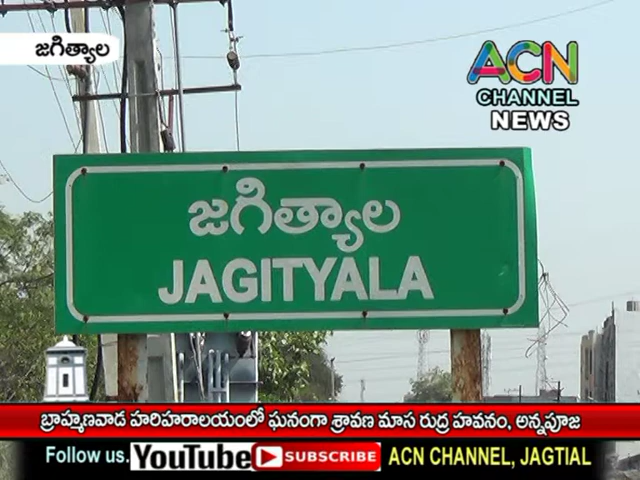 జగిత్యాల
ACN
CHANNEL
NEWS
జగిత్యాల
JAGITYALA
బ్రాహ్మణవాడ హరిహరాలయంలో ఘనంగా శ్రావణ మాస రుద్ర హవనం, అన్నపూజ
Follow us. YouTube SUBSCRIBE ACN CHANNEL, JAGTIAL